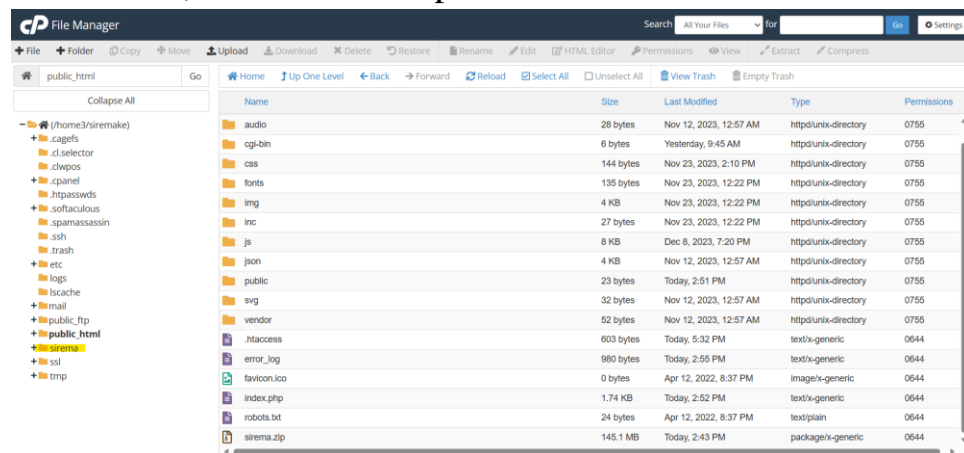 cP File Manager Search All Your Files for Go Settings
+ File + Folder Copy Move Upload Download Delete Restore Rename Edit HTML Editor Permissions View Extract Compress
public_html Go Home Up One Level Back Forward Reload Select All Unselect All View Trash Empty Trash
Collapse All
(/home3/siremake)
.cagefs
.cl.selector
.clwpos
.cpanel
.htpasswds
.softaculous
.spamassassin
.ssh
.trash
etc
logs
lscache
mail
public_ftp
public_html
sirema
ssl
tmp
Name Size Last Modified Type Permissions
audio 28 bytes Nov 12, 2023, 12:57 AM httpd/unix-directory 0755
cgi-bin 6 bytes Yesterday, 9:45 AM httpd/unix-directory 0755
css 144 bytes Nov 23, 2023, 2:10 PM httpd/unix-directory 0755
fonts 135 bytes Nov 23, 2023, 12:22 PM httpd/unix-directory 0755
img 4 KB Nov 23, 2023, 12:22 PM httpd/unix-directory 0755
inc 27 bytes Nov 23, 2023, 12:22 PM httpd/unix-directory 0755
js 8 KB Dec 8, 2023, 7:20 PM httpd/unix-directory 0755
json 4 KB Nov 12, 2023, 12:57 AM httpd/unix-directory 0755
public 23 bytes Today, 2:51 PM httpd/unix-directory 0755
svg 32 bytes Nov 12, 2023, 12:57 AM httpd/unix-directory 0755
vendor 52 bytes Nov 12, 2023, 12:57 AM httpd/unix-directory 0755
.htaccess 603 bytes Today, 5:32 PM text/x-generic 0644
error_log 980 bytes Today, 2:55 PM text/x-generic 0644
favicon.ico 0 bytes Apr 12, 2022, 8:37 PM image/x-generic 0644
index.php 1.74 KB Today, 2:52 PM text/x-generic 0644
robots.txt 24 bytes Apr 12, 2022, 8:37 PM text/plain 0644
sirema.zip 145.1 MB Today, 2:43 PM package/x-generic 0644